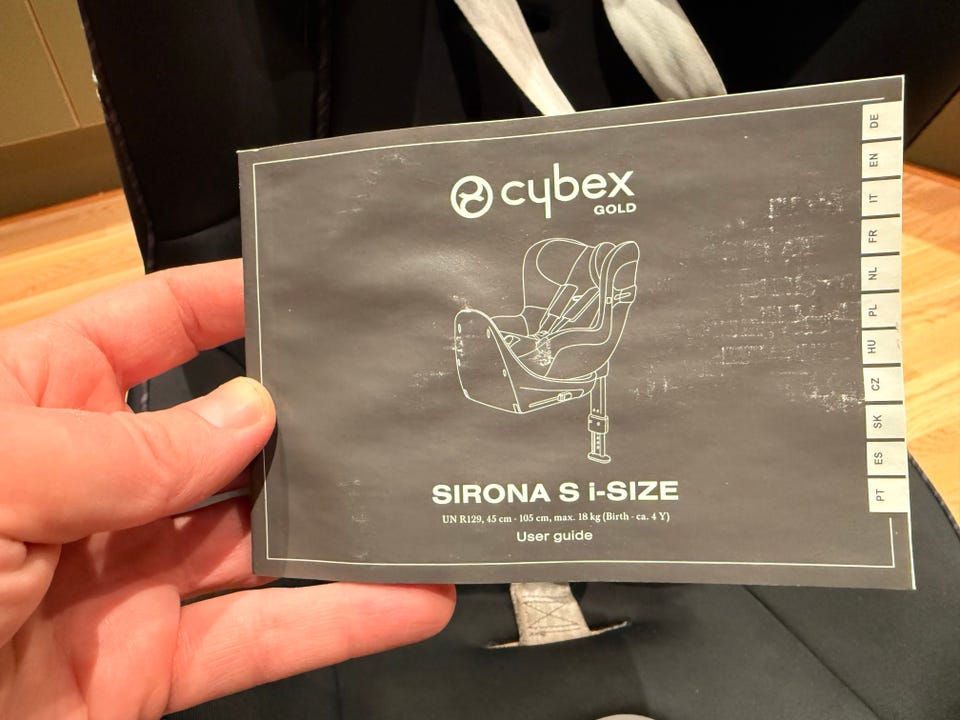 cybex
GOLD
SIRONA S i-SIZE
UN R129, 45 cm - 105 cm, max. 18 kg (Birth - ca. 4 Y)
User guide
DE
EN
IT
FR
NL
PL
HU
CZ
SK
ES
PT